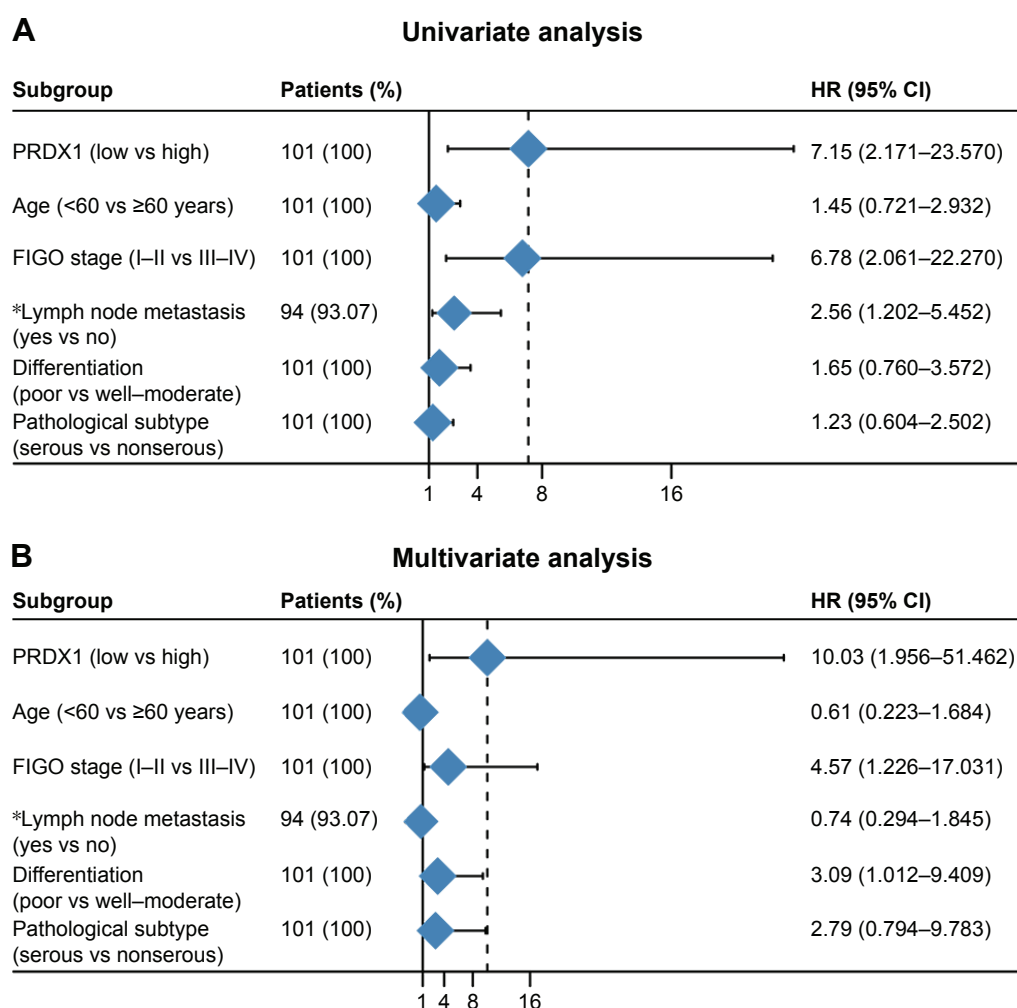 A
Univariate analysis
Subgroup Patients (%) HR (95% CI)
PRDX1 (low vs high) 101 (100) 7.15 (2.171–23.570)
Age (<60 vs ≥60 years) 101 (100) 1.45 (0.721–2.932)
FIGO stage (I–II vs III–IV) 101 (100) 6.78 (2.061–22.270)
*Lymph node metastasis 94 (93.07) 2.56 (1.202–5.452)
(yes vs no)
Differentiation 101 (100) 1.65 (0.760–3.572)
(poor vs well–moderate)
Pathological subtype 101 (100) 1.23 (0.604–2.502)
(serous vs nonserous)
1 4 8 16
B
Multivariate analysis
Subgroup Patients (%) HR (95% CI)
PRDX1 (low vs high) 101 (100) 10.03 (1.956–51.462)
Age (<60 vs ≥60 years) 101 (100) 0.61 (0.223–1.684)
FIGO stage (I–II vs III–IV) 101 (100) 4.57 (1.226–17.031)
*Lymph node metastasis 94 (93.07) 0.74 (0.294–1.845)
(yes vs no)
Differentiation 101 (100) 3.09 (1.012–9.409)
(poor vs well–moderate)
Pathological subtype 101 (100) 2.79 (0.794–9.783)
(serous vs nonserous)
1 4 8 16